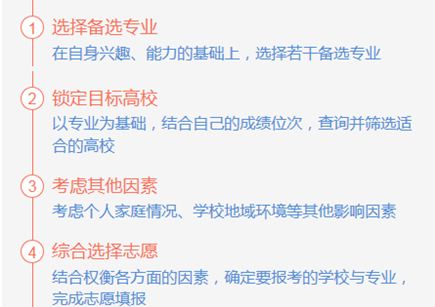 1 选择备选专业
在自身兴趣、能力的基础上，选择若干备选专业
2 锁定目标高校
以专业为基础，结合自己的成绩位次，查询并筛选适
合的高校
3 考虑其他因素
考虑个人家庭情况、学校地域环境等其他影响因素
4 综合选择志愿
结合权衡各方面的因素，确定要报考的学校与专业，
完成志愿填报